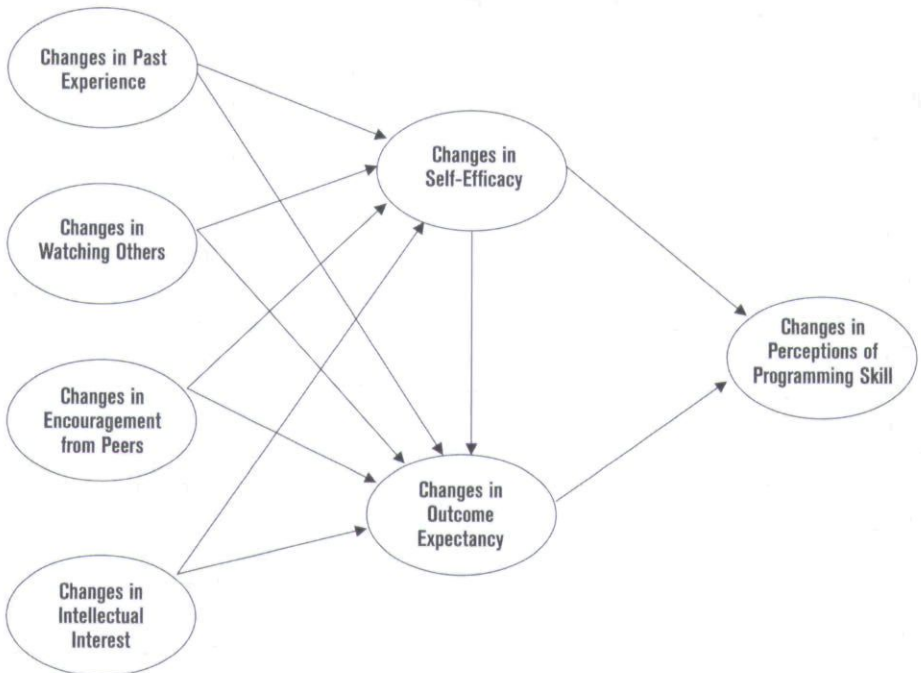 Changes in Past
Experience
Changes in
Self-Efficacy
Changes in
Watching Others
Changes in
Perceptions of
Programming Skill
Changes in
Encouragement
from Peers
Changes in
Outcome
Expectancy
Changes in
Intellectual
Interest